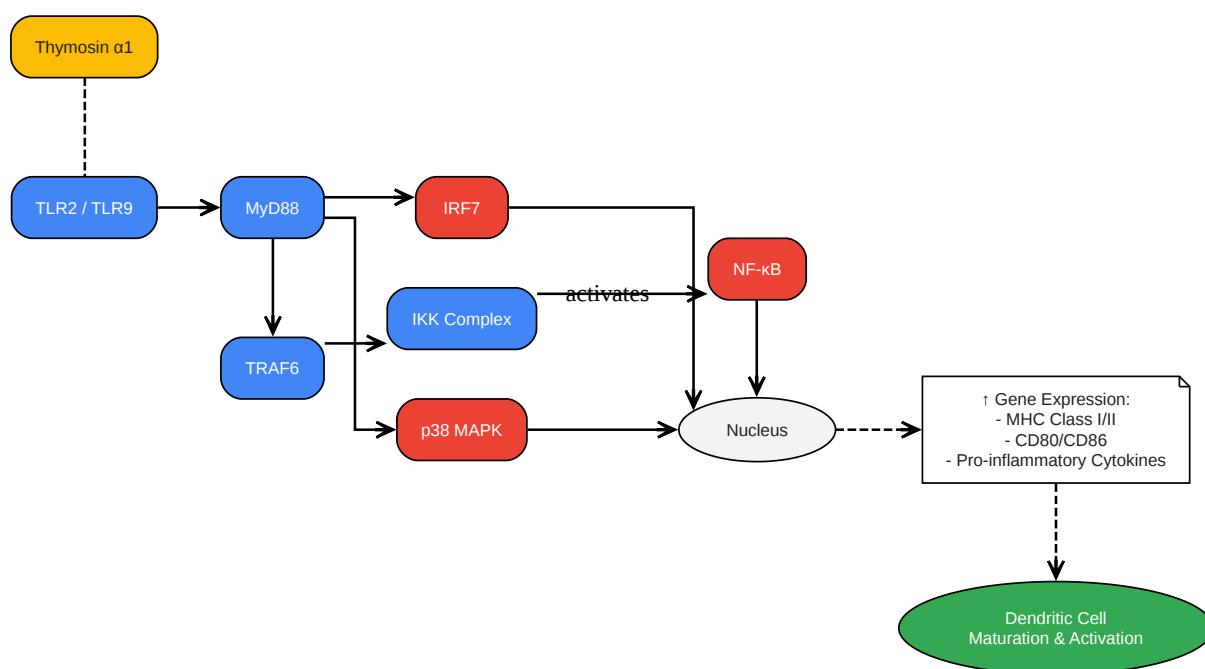 Thymosin α1
TLR2 / TLR9
MyD88
IRF7
NF-κB
activates
IKK Complex
TRAF6
p38 MAPK
Nucleus
↑ Gene Expression:
- MHC Class I/II
- CD80/CD86
- Pro-inflammatory Cytokines
Dendritic Cell
Maturation & Activation